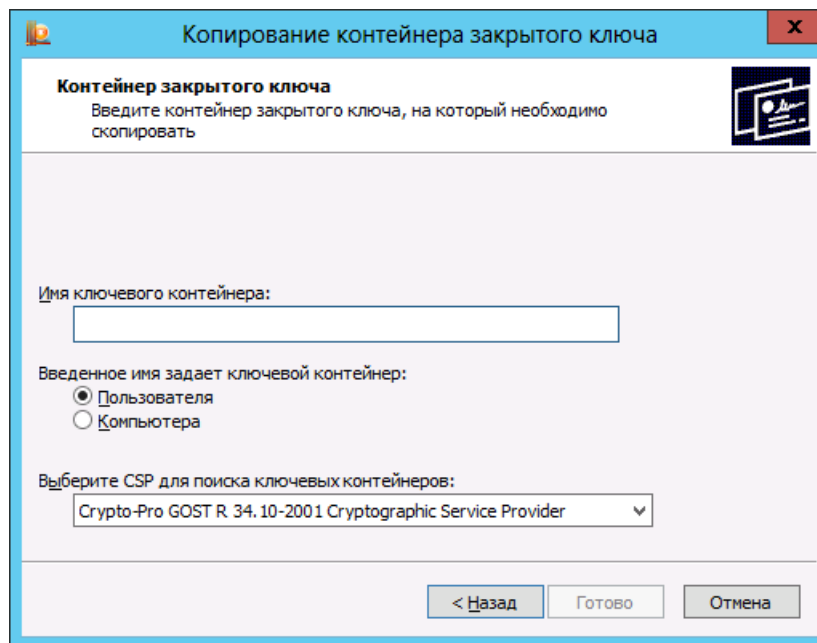 Копирование контейнера закрытого ключа
x
Контейнер закрытого ключа
Введите контейнер закрытого ключа, на который необходимо
скопировать
Имя ключевого контейнера:
Введенное имя задает ключевой контейнер:
Пользователя
Компьютера
Выберите CSP для поиска ключевых контейнеров:
Crypto-Pro GOST R 34.10-2001 Cryptographic Service Provider
< Назад Готово Отмена